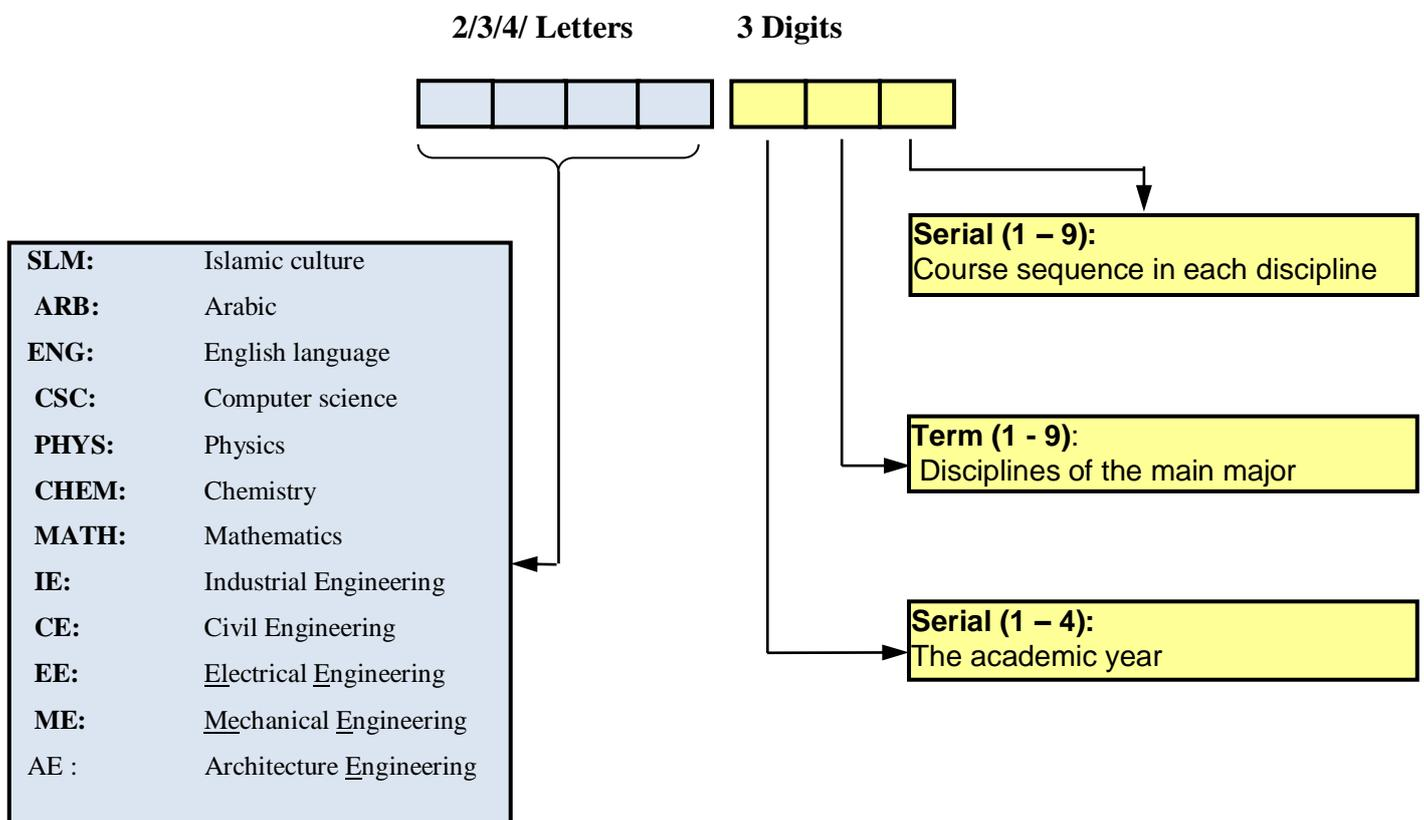 2/3/4/ Letters 3 Digits
SLM: Islamic culture
ARB: Arabic
ENG: English language
CSC: Computer science
PHYS: Physics
CHEM: Chemistry
MATH: Mathematics
IE: Industrial Engineering
CE: Civil Engineering
EE: Electrical Engineering
ME: Mechanical Engineering
AE : Architecture Engineering
Serial (1 – 9):
Course sequence in each discipline
Term (1 - 9):
Disciplines of the main major
Serial (1 – 4):
The academic year